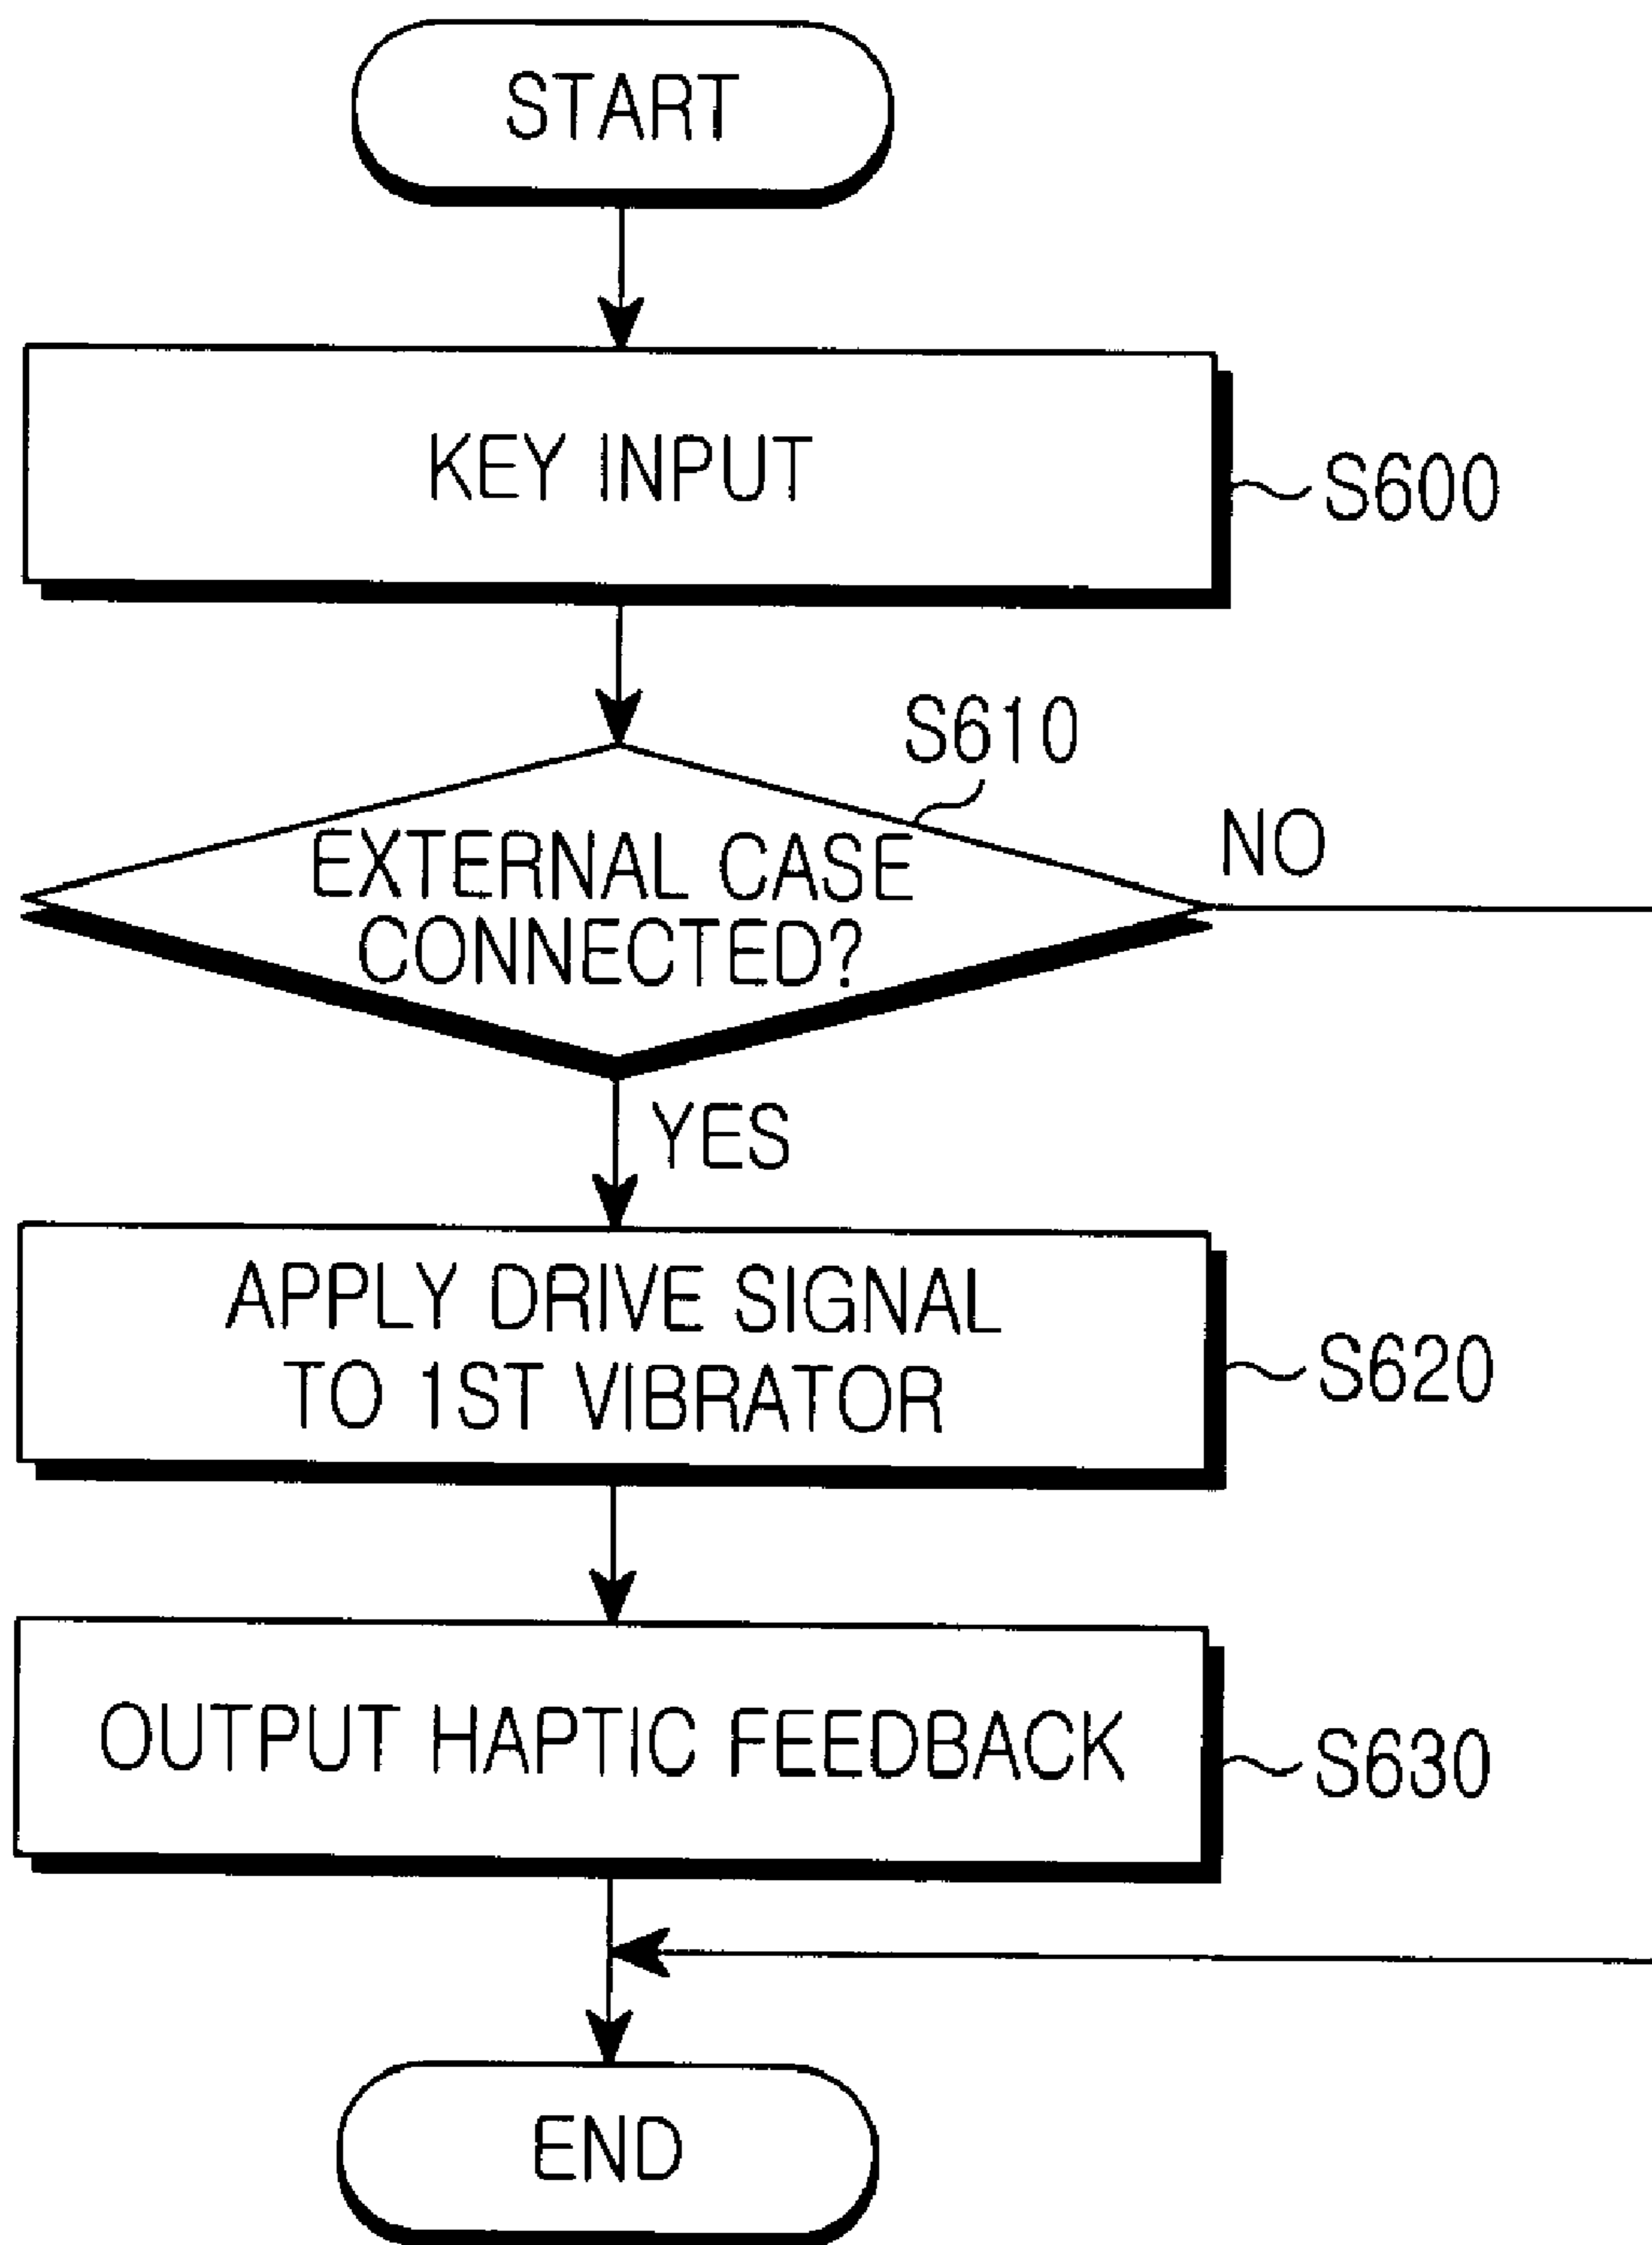 START
KEY INPUT
S600
S610
EXTERNAL CASE
CONNECTED?
NO
YES
APPLY DRIVE SIGNAL
TO 1ST VIBRATOR
S620
OUTPUT HAPTIC FEEDBACK
S630
END